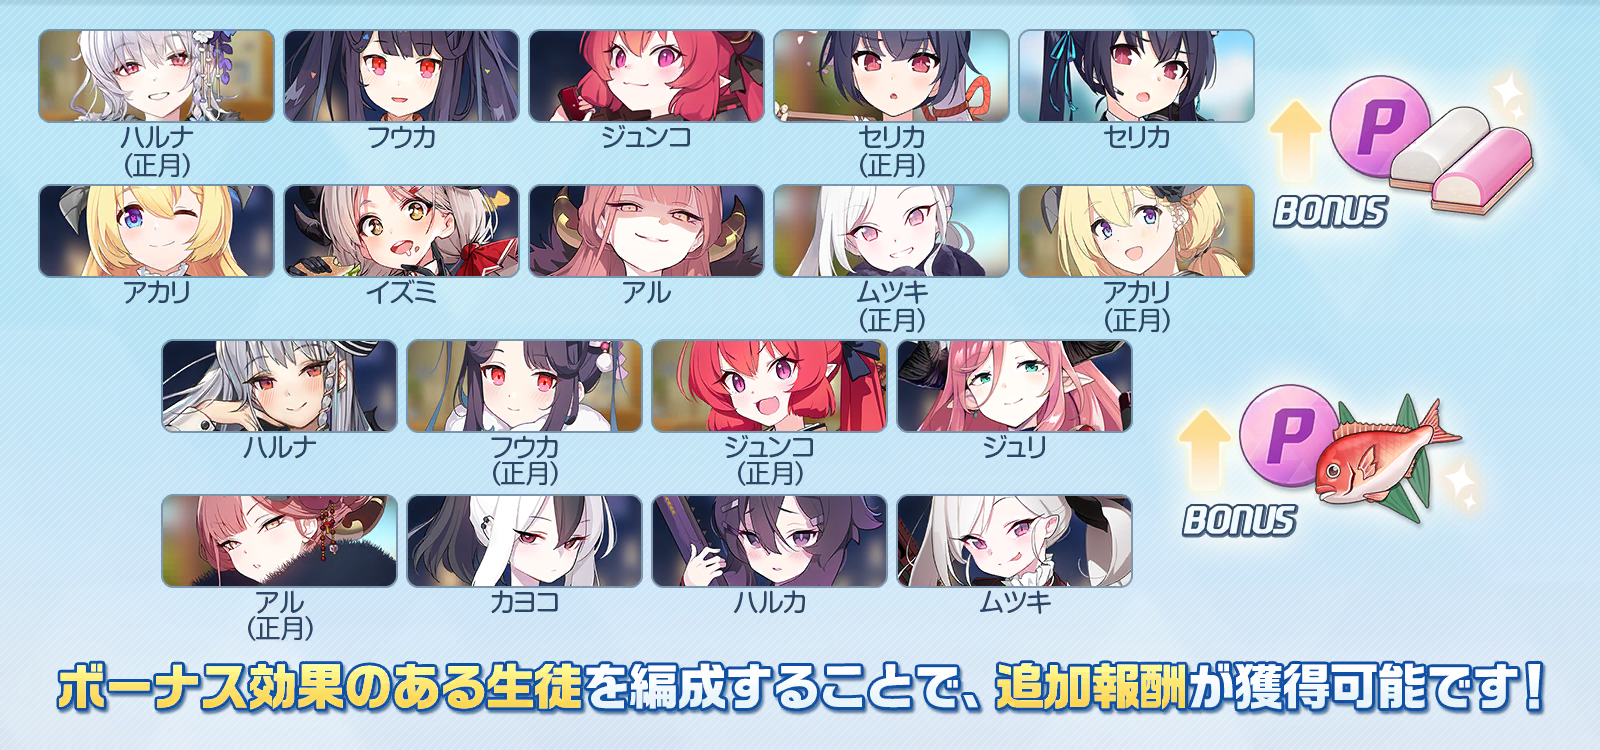 ハルナ
(正月)
フウカ
ジュンコ
セリカ
(正月)
セリカ
P
BONUS
アカリ
イズミ
アル
ムツキ
(正月)
アカリ
(正月)
ハルナ
フウカ
(正月)
ジュンコ
(正月)
ジュリ
P
BONUS
アル
(正月)
カヨコ
ハルカ
ムツキ
ボーナス効果のある生徒を編成することで、追加報酬が獲得可能です!